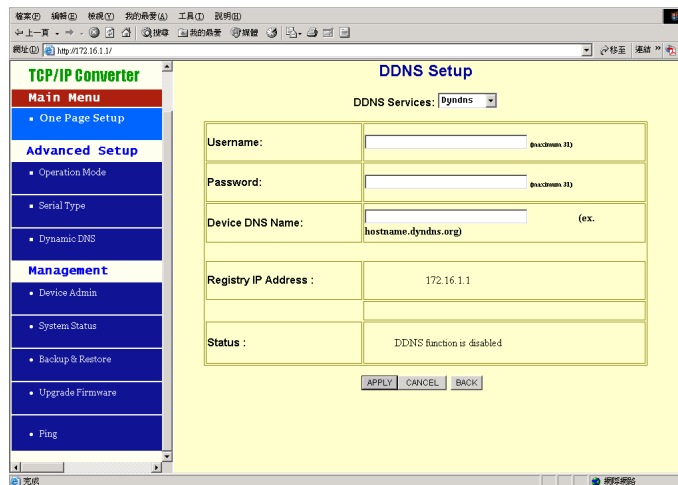 檔案(F) 編輯(E) 檢視(V) 我的最愛(A) 工具(T) 說明(H)
上一頁 搜尋 我的最愛 媒體
網址(D) http://172.16.1.1/ 移至 連結 »
TCP/IP Converter
Main Menu
One Page Setup
Advanced Setup
Operation Mode
Serial Type
Dynamic DNS
Management
Device Admin
System Status
Backup & Restore
Upgrade Firmware
Ping
DDNS Setup
DDNS Services: Dyndns
Username: (maximum 31)
Password: (maximum 31)
Device DNS Name: (ex.
hostname.dyndns.org)
Registry IP Address : 172.16.1.1
Status : DDNS function is disabled
APPLY CANCEL BACK
完成 網際網路